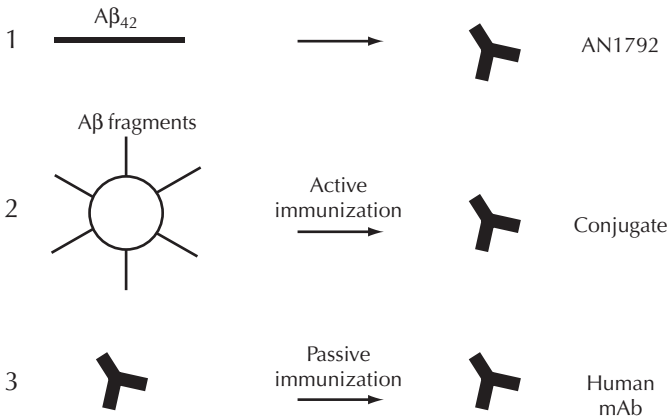 Aβ₄₂
1 AN1792
Aβ fragments
2 Active
immunization Conjugate
3 Passive
immunization Human
mAb